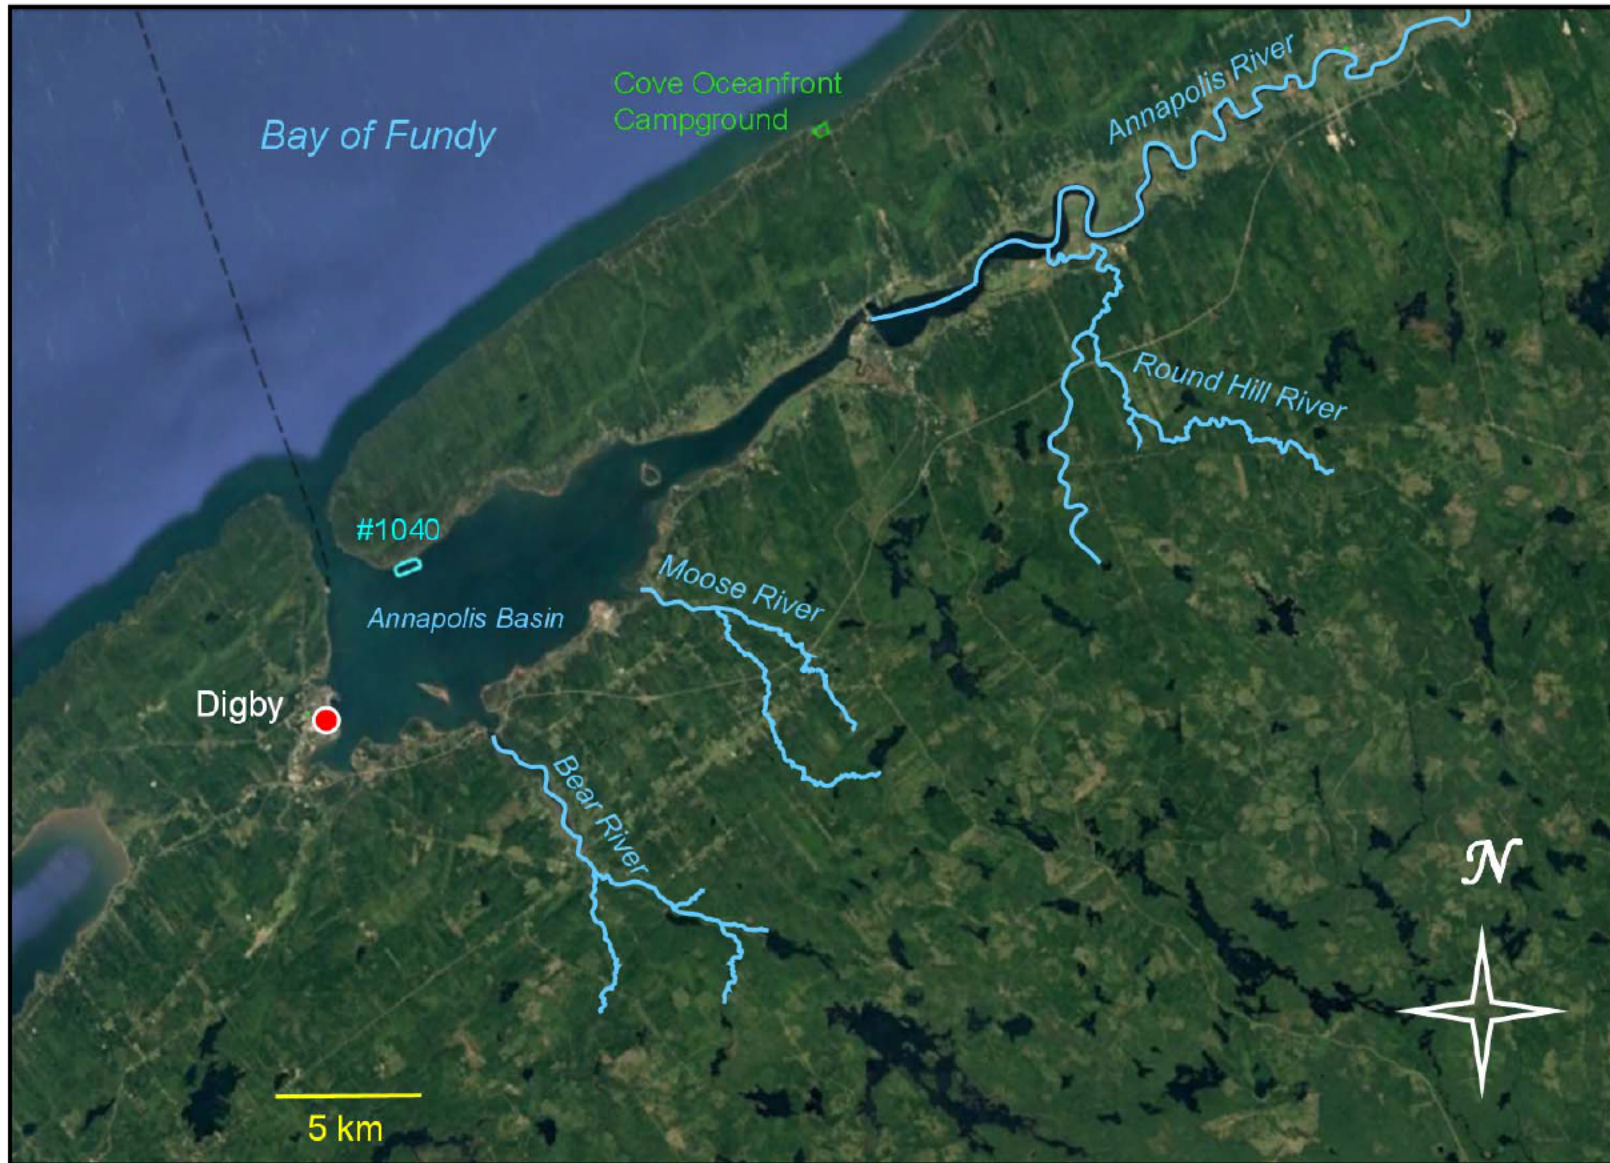 Cove Oceanfront
Campground
Annapolis River
Bay of Fundy
Round Hill River
#1040
Moose River
Annapolis Basin
Digby
Bear River
N
5 km